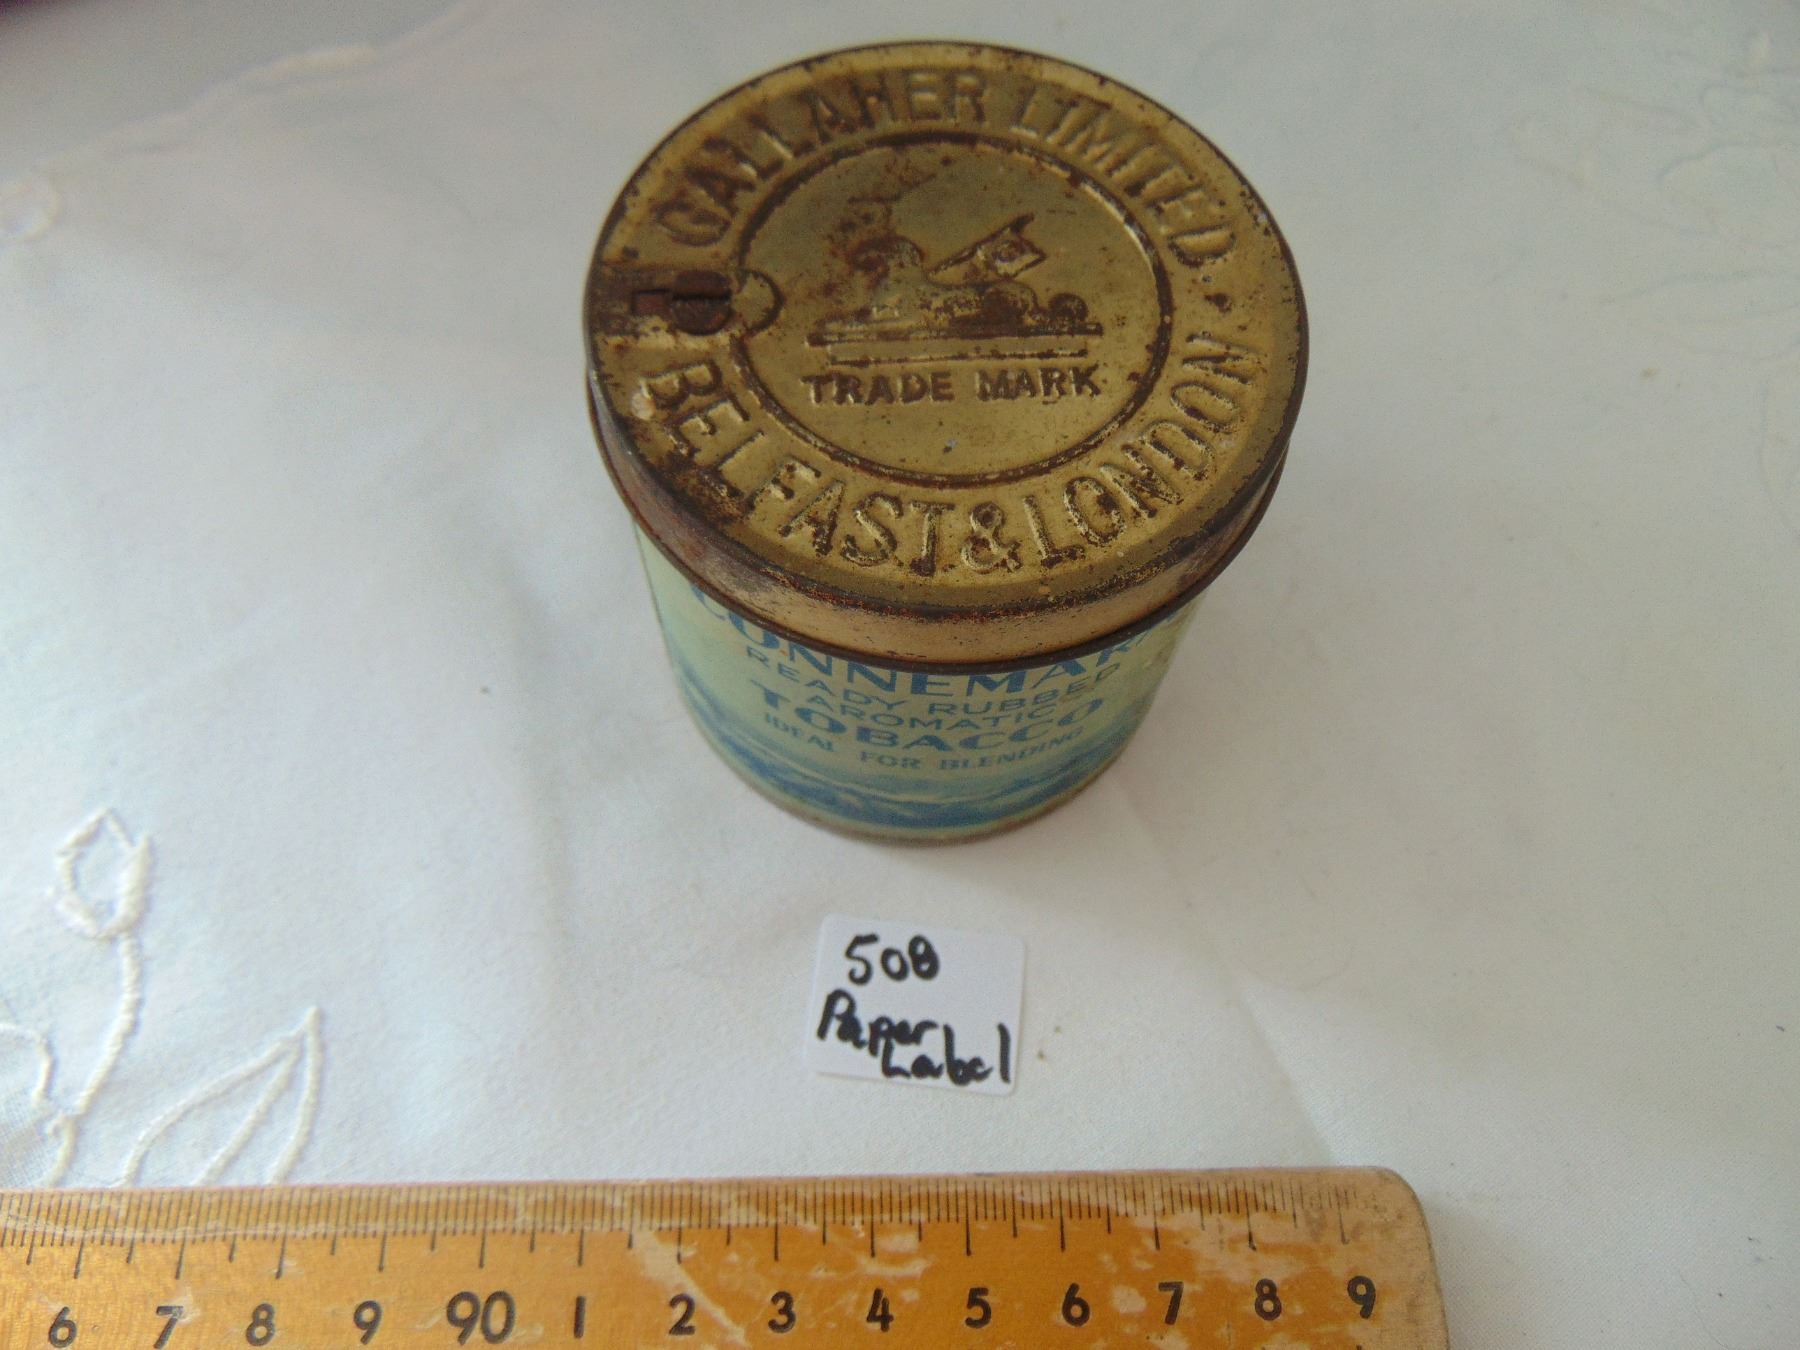 GALLAHER LIMITED.
TRADE MARK
BELFAST & LONDON
CONNEMARA
READY RUBBED
AROMATIC
TOBACCO
IDEAL FOR BLENDING
508
Paper
Label
6 7 8 9 90 1 2 3 4 5 6 7 8 9